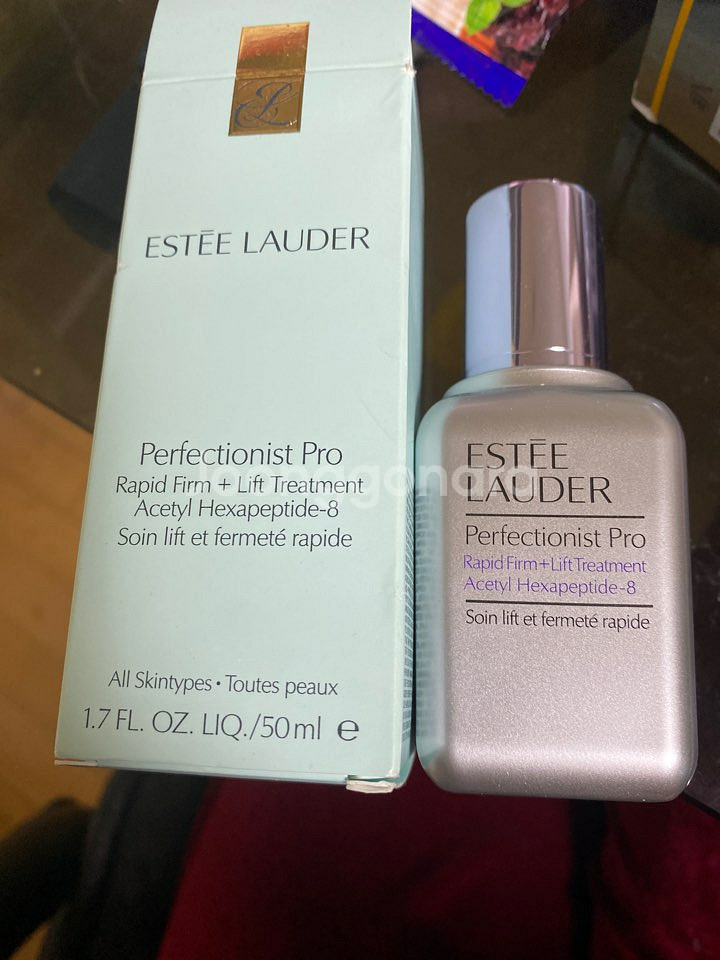 ESTĒE LAUDER
Perfectionist Pro
Rapid Firm + Lift Treatment
Acetyl Hexapeptide-8
Soin lift et fermeté rapide
All Skintypes • Toutes peaux
1.7 FL. OZ. LIQ./50 ml e
ESTĒE
LAUDER
Perfectionist Pro
Rapid Firm+Lift Treatment
Acetyl Hexapeptide-8
Soin lift et fermeté rapide